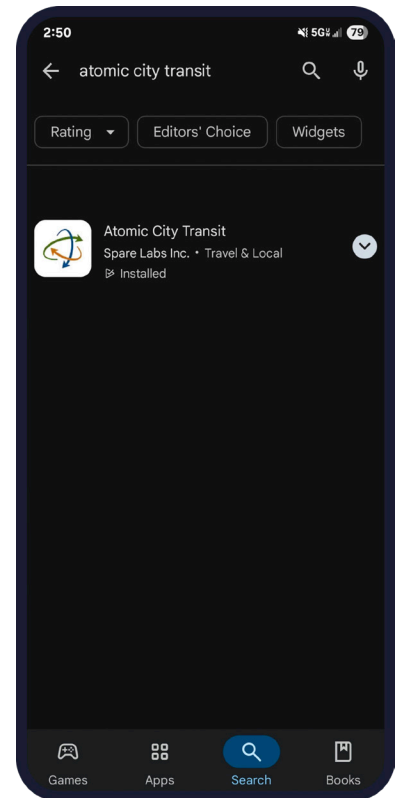 2:50 5G 79
atomic city transit
Rating Editors' Choice Widgets
Atomic City Transit
Spare Labs Inc. • Travel & Local
Installed
Games Apps Search Books